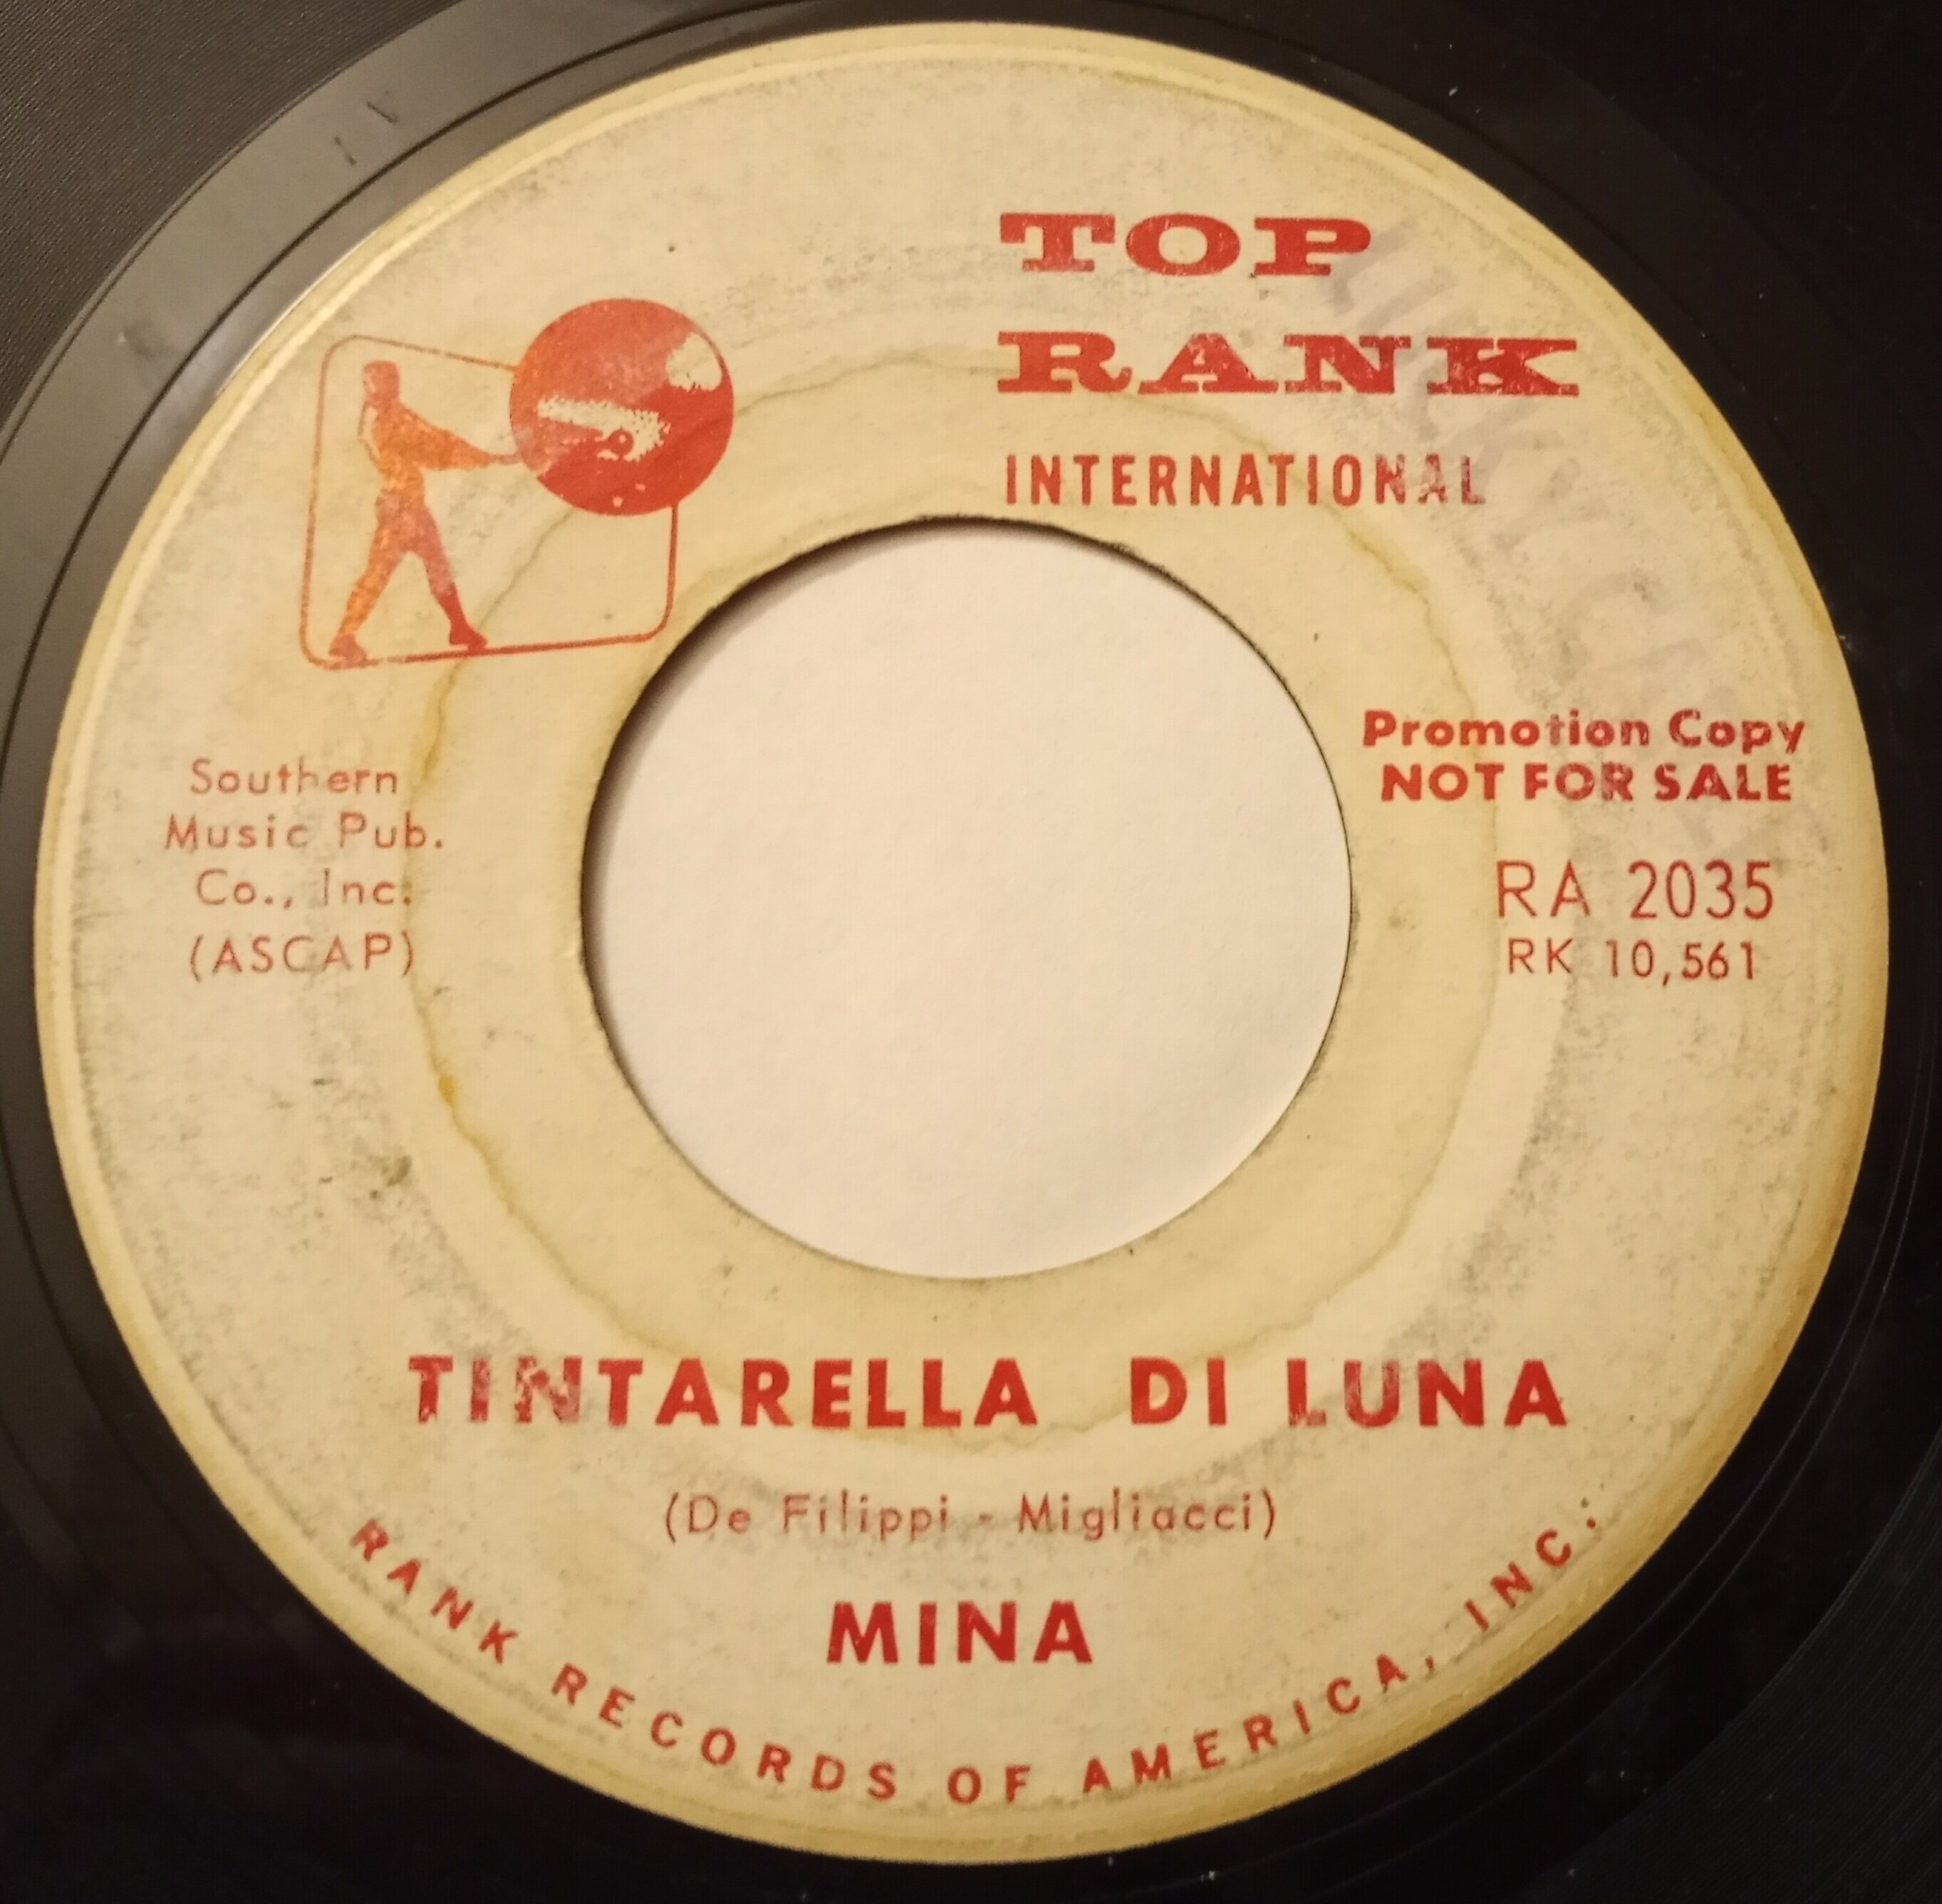 TOP
RANK
INTERNATIONAL
Southern
Music Pub.
Co., Inc.
(ASCAP)
Promotion Copy
NOT FOR SALE
RA 2035
RK 10,561
TINTARELLA DI LUNA
(De Filippi - Migliacci)
MINA
RANK RECORDS OF AMERICA, INC.